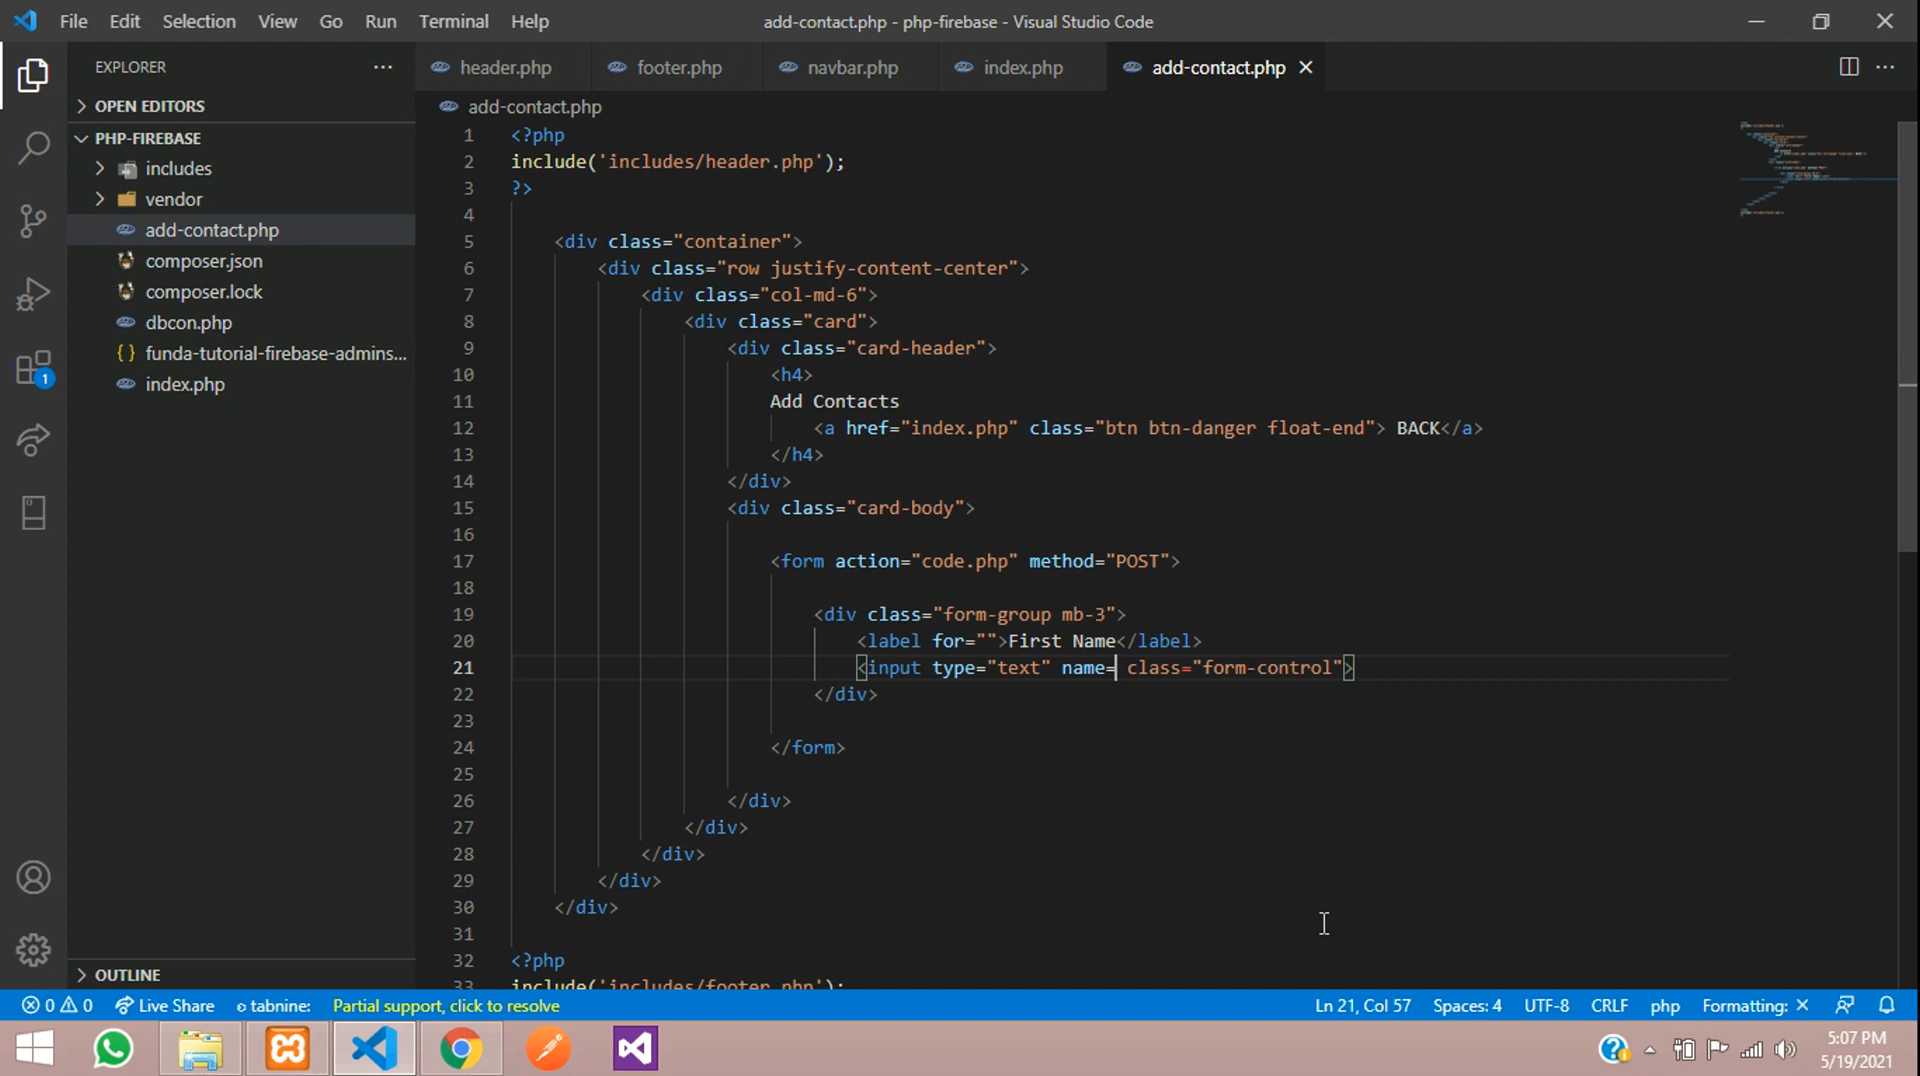 File Edit Selection View Go Run Terminal Help
add-contact.php - php-firebase - Visual Studio Code
EXPLORER
OPEN EDITORS
PHP-FIREBASE
includes
vendor
add-contact.php
composer.json
composer.lock
dbcon.php
funda-tutorial-firebase-admins...
index.php
OUTLINE
header.php footer.php navbar.php index.php add-contact.php
add-contact.php
1 <?php
2 include('includes/header.php');
3 ?>
4
5 <div class="container">
6 <div class="row justify-content-center">
7 <div class="col-md-6">
8 <div class="card">
9 <div class="card-header">
10 <h4>
11 Add Contacts
12 <a href="index.php" class="btn btn-danger float-end"> BACK</a>
13 </h4>
14 </div>
15 <div class="card-body">
16
17 <form action="code.php" method="POST">
18
19 <div class="form-group mb-3">
20 <label for="">First Name</label>
21 <input type="text" name= class="form-control">
22 </div>
23
24 </form>
25
26 </div>
27 </div>
28 </div>
29 </div>
30 </div>
31
32 <?php
33 include('includes/footer.php');
1
0 0 Live Share tabnine: Partial support, click to resolve Ln 21, Col 57 Spaces: 4 UTF-8 CRLF php Formatting: ×
5:07 PM
5/19/2021